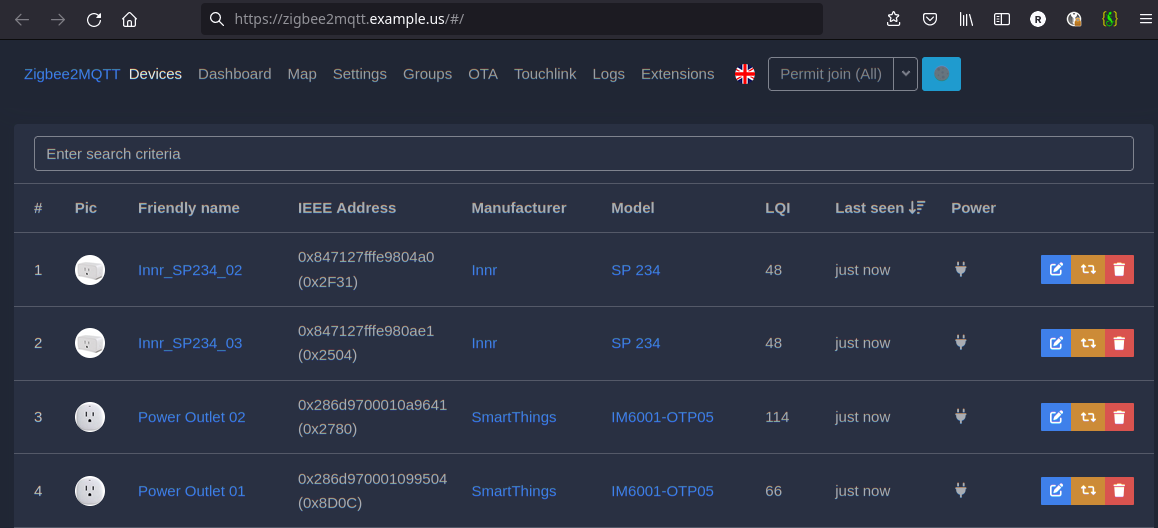 https://zigbee2mqtt.example.us/#/
Zigbee2MQTT Devices Dashboard Map Settings Groups OTA Touchlink Logs Extensions Permit join (All)
Enter search criteria
# Pic Friendly name IEEE Address Manufacturer Model LQI Last seen Power
1 Innr_SP234_02 0x847127fffe9804a0 (0x2F31) Innr SP 234 48 just now
2 Innr_SP234_03 0x847127fffe980ae1 (0x2504) Innr SP 234 48 just now
3 Power Outlet 02 0x286d9700010a9641 (0x2780) SmartThings IM6001-OTP05 114 just now
4 Power Outlet 01 0x286d970001099504 (0x8D0C) SmartThings IM6001-OTP05 66 just now